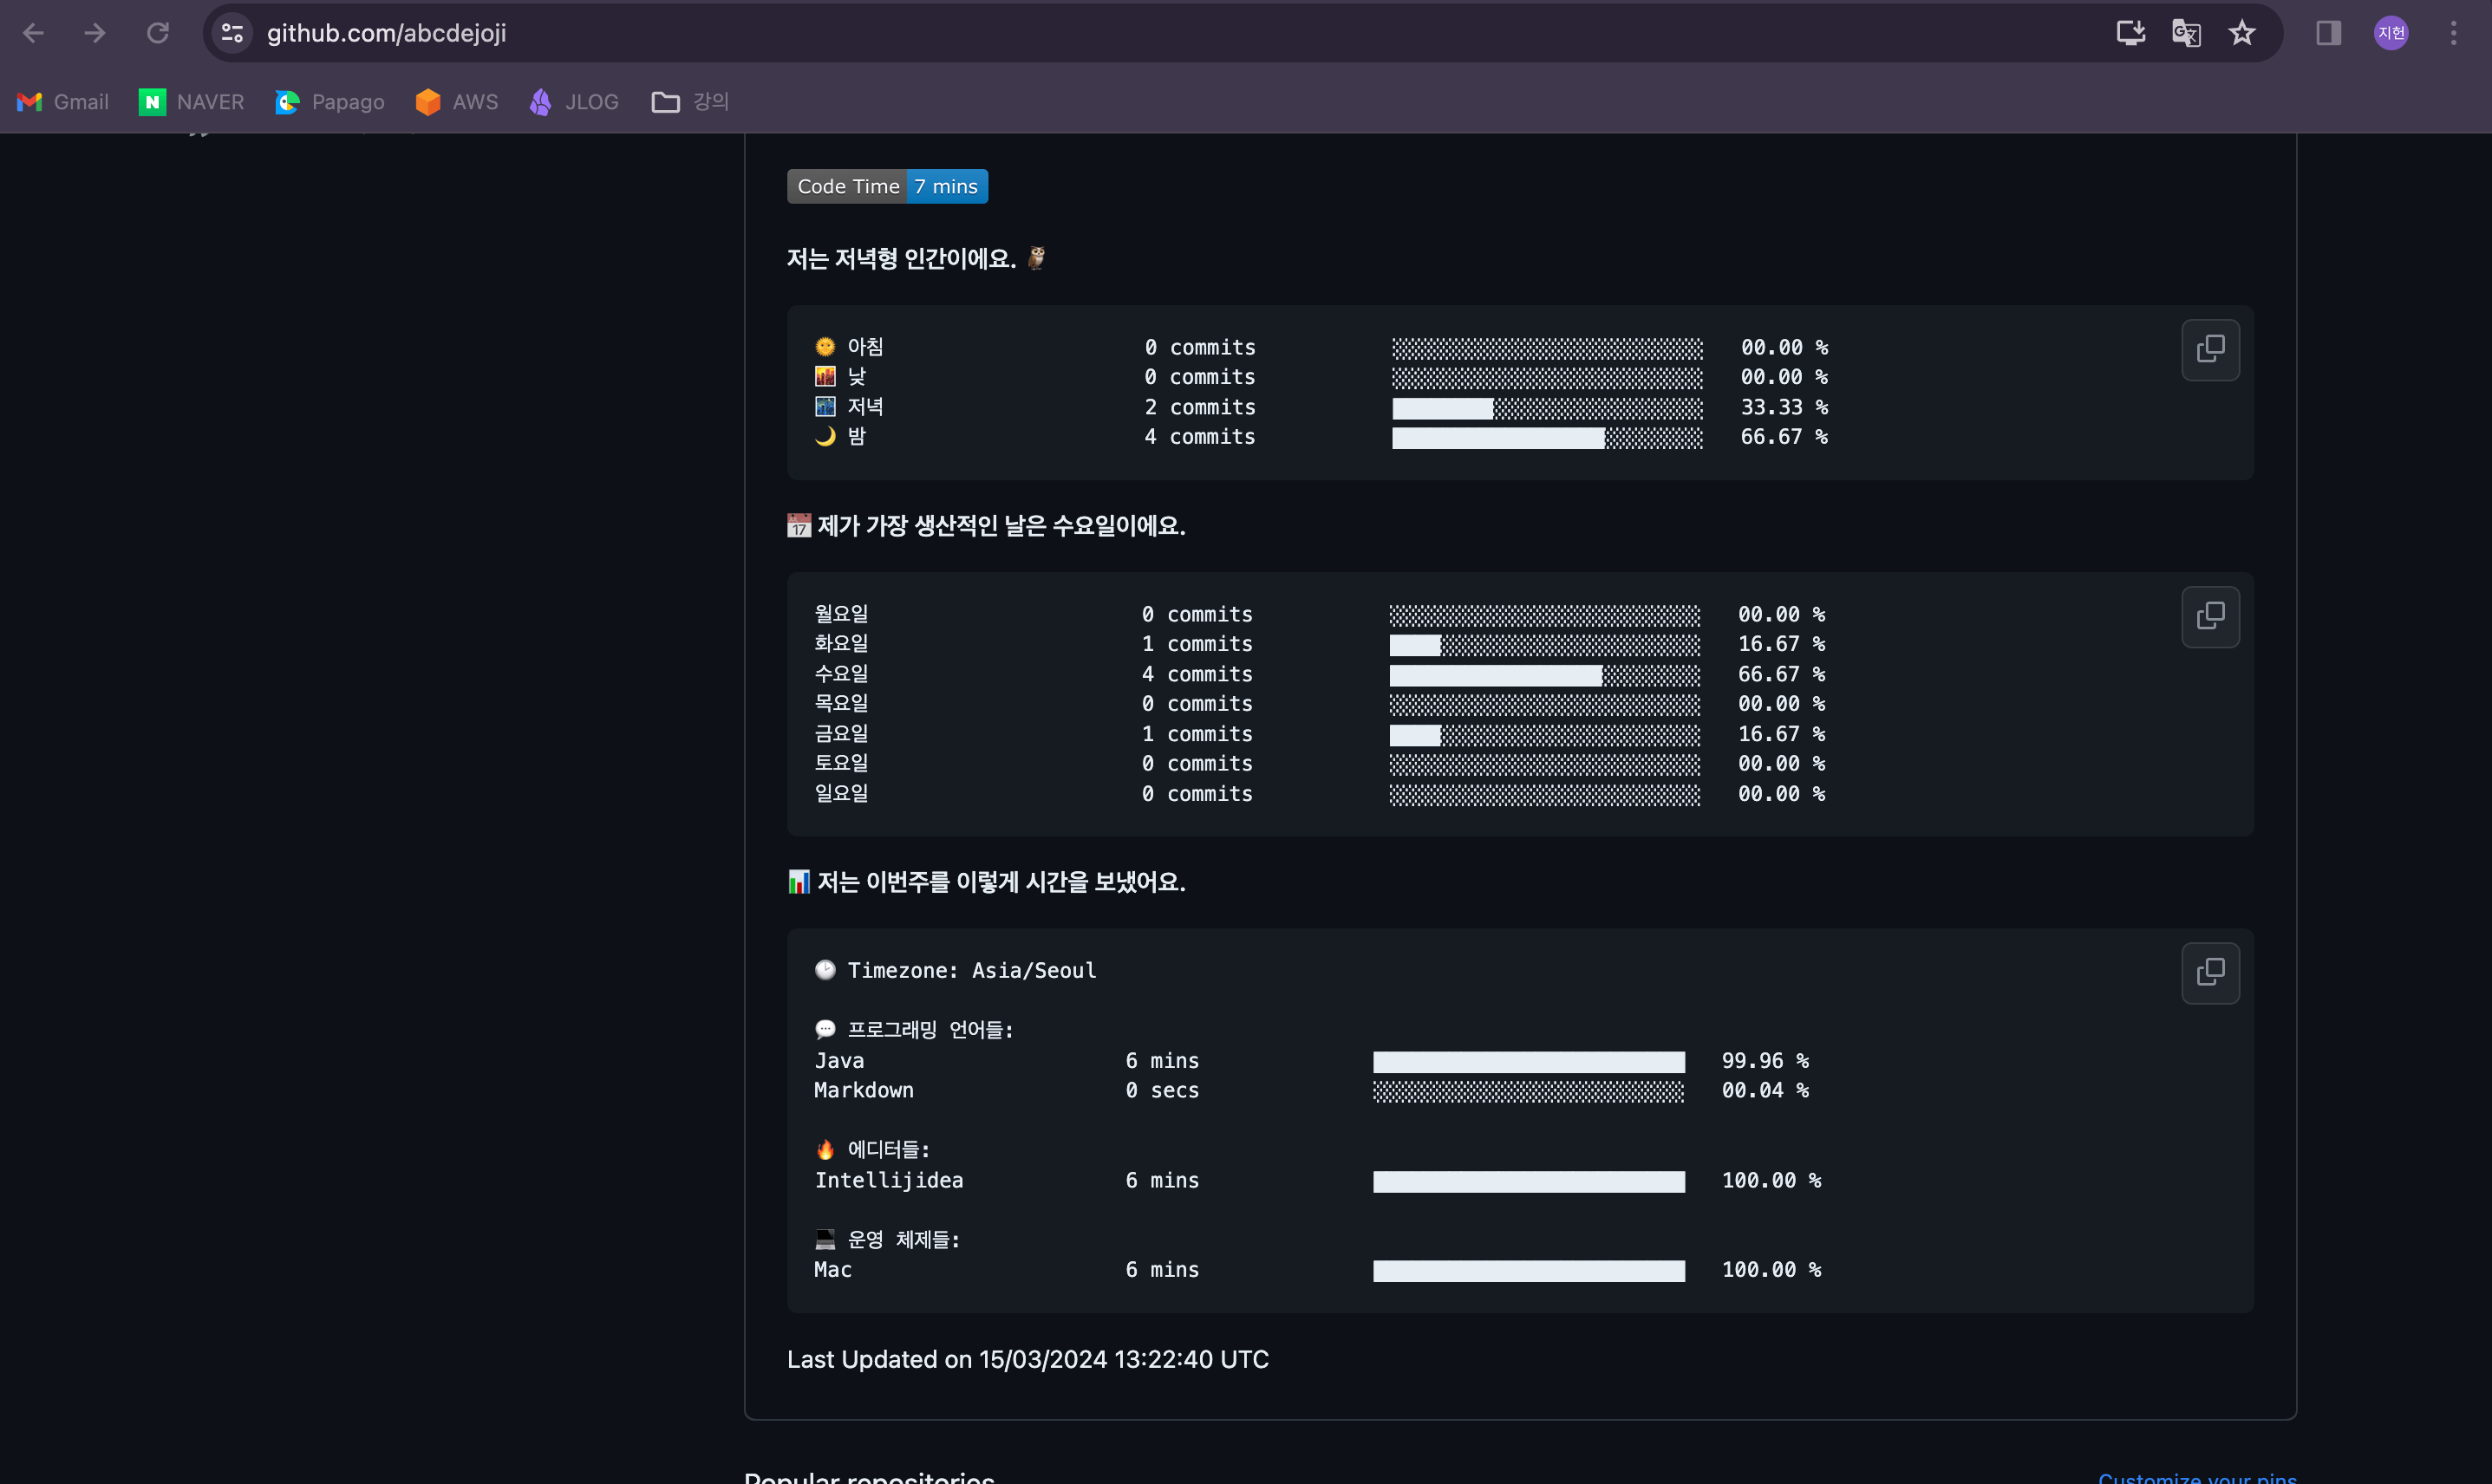 github.com/abcdejoji
지헌
Gmail NAVER Papago AWS JLOG 강의
Code Time 7 mins
저는 저녁형 인간이에요. 🦉
🌞 아침 0 commits ░░░░░░░░░░░░░░░░░░░░░░░░░ 00.00 %
🌆 낮 0 commits ░░░░░░░░░░░░░░░░░░░░░░░░░ 00.00 %
🌃 저녁 2 commits ████████░░░░░░░░░░░░░░░░░ 33.33 %
🌙 밤 4 commits █████████████████░░░░░░░░ 66.67 %
📅 제가 가장 생산적인 날은 수요일이에요.
월요일 0 commits ░░░░░░░░░░░░░░░░░░░░░░░░░ 00.00 %
화요일 1 commits ████░░░░░░░░░░░░░░░░░░░░░ 16.67 %
수요일 4 commits █████████████████░░░░░░░░ 66.67 %
목요일 0 commits ░░░░░░░░░░░░░░░░░░░░░░░░░ 00.00 %
금요일 1 commits ████░░░░░░░░░░░░░░░░░░░░░ 16.67 %
토요일 0 commits ░░░░░░░░░░░░░░░░░░░░░░░░░ 00.00 %
일요일 0 commits ░░░░░░░░░░░░░░░░░░░░░░░░░ 00.00 %
📊 저는 이번주를 이렇게 시간을 보냈어요.
🕑 Timezone: Asia/Seoul
💬 프로그래밍 언어들:
Java 6 mins █████████████████████████ 99.96 %
Markdown 0 secs ░░░░░░░░░░░░░░░░░░░░░░░░░ 00.04 %
🔥 에디터들:
Intellijidea 6 mins █████████████████████████ 100.00 %
💻 운영 체제들:
Mac 6 mins █████████████████████████ 100.00 %
Last Updated on 15/03/2024 13:22:40 UTC
Popular repositories
Customize your pins